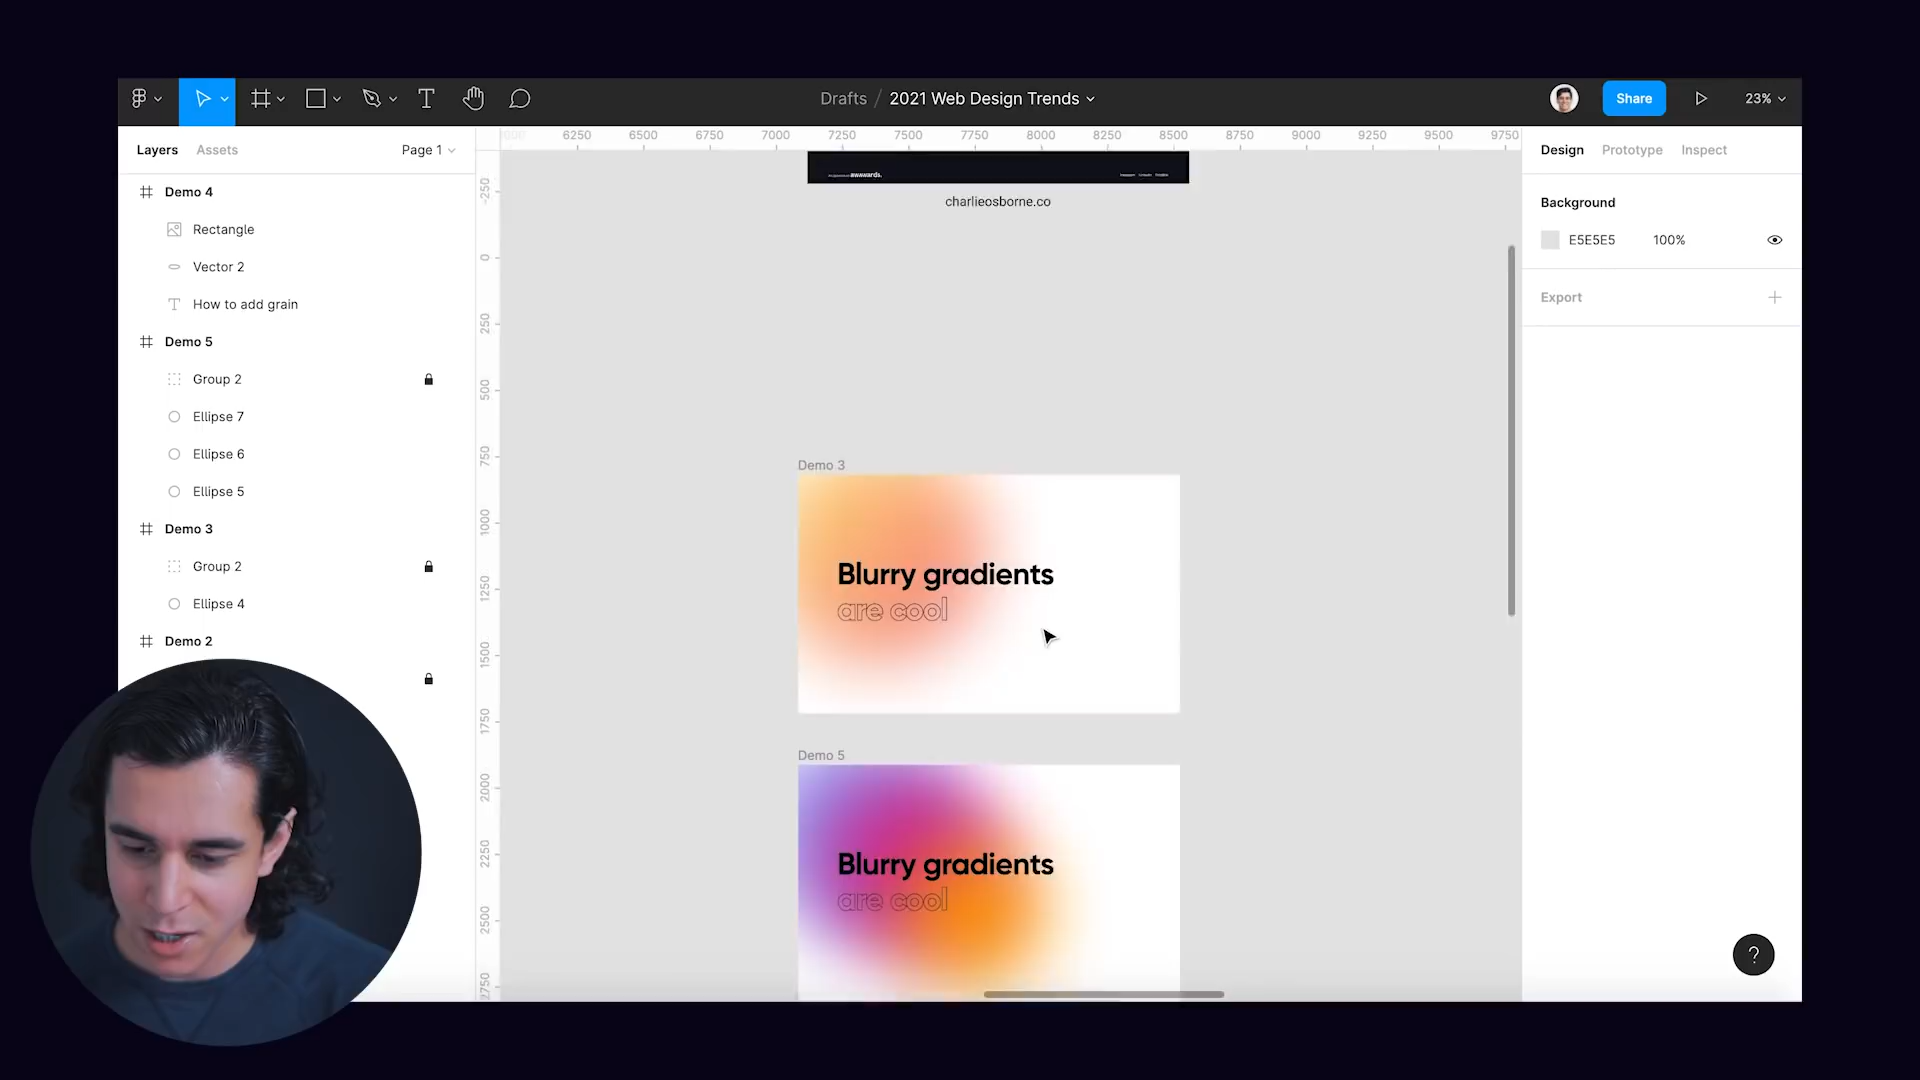 Drafts / 2021 Web Design Trends
Share
23%
Layers
Assets
Page 1
6250 6500 6750 7000 7250 7500 7750 8000 8250 8500 8750 9000 9250 9500 9750
Design
Prototype
Inspect
Demo 4
Rectangle
Vector 2
How to add grain
Demo 5
Group 2
Ellipse 7
Ellipse 6
Ellipse 5
Demo 3
Group 2
Ellipse 4
Demo 2
-250
0
250
500
750
1000
1250
1500
1750
2000
2250
2500
2750
awwwards.
charlieosborne.co
Demo 3
Blurry gradients
are cool
Demo 5
Blurry gradients
are cool
Background
E5E5E5 100%
Export
?